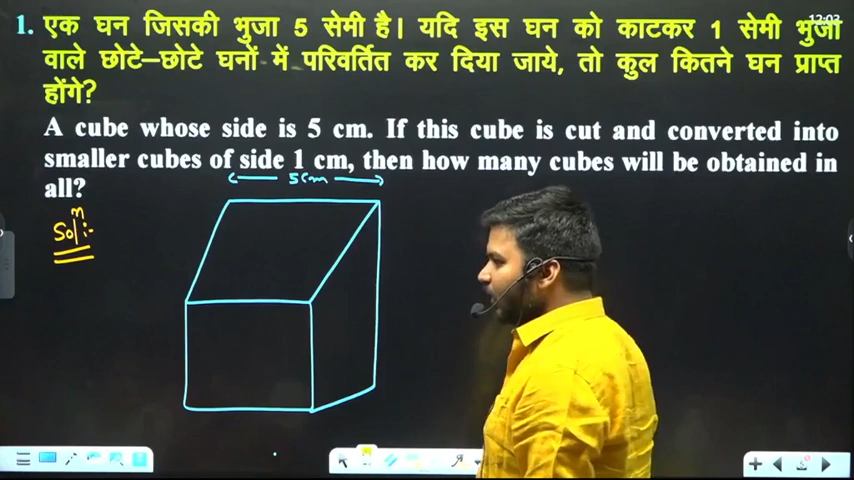 12:03
1. एक घन जिसकी भुजा 5 सेमी है। यदि इस घन को काटकर 1 सेमी भुजा
वाले छोटे–छोटे घनों में परिवर्तित कर दिया जाये, तो कुल कितने घन प्राप्त
होंगे?
A cube whose side is 5 cm. If this cube is cut and converted into
smaller cubes of side 1 cm, then how many cubes will be obtained in
all?
5cm
Solⁿ:-